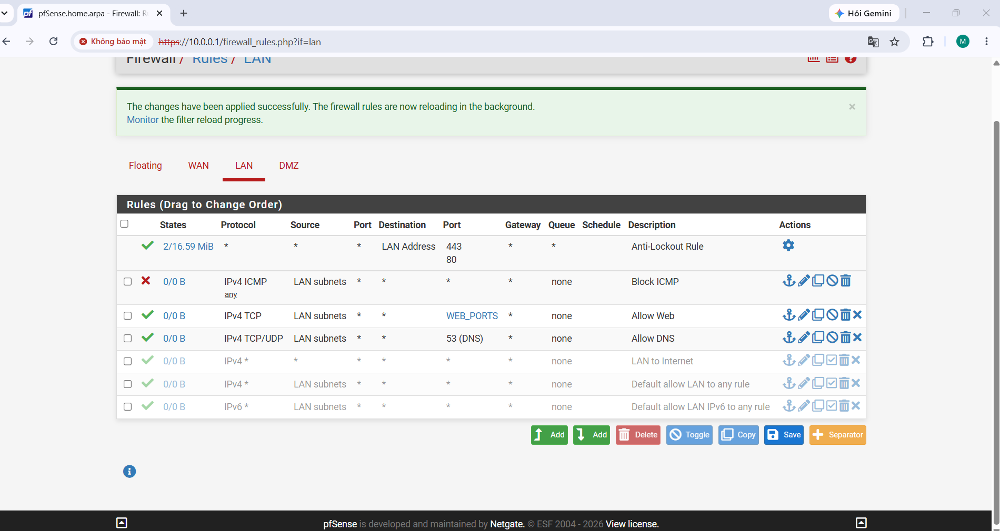 pfSense.home.arpa - Firewall: R
Hỏi Gemini
Không bảo mật https://10.0.0.1/firewall_rules.php?if=lan
M
Firewall / Rules / LAN
The changes have been applied successfully. The firewall rules are now reloading in the background.
Monitor the filter reload progress.
×
Floating WAN LAN DMZ
Rules (Drag to Change Order)
States Protocol Source Port Destination Port Gateway Queue Schedule Description Actions
2/16.59 MiB * * * LAN Address 443 * * Anti-Lockout Rule
80
0/0 B IPv4 ICMP LAN subnets * * * * none Block ICMP
any
0/0 B IPv4 TCP LAN subnets * * WEB_PORTS * none Allow Web
0/0 B IPv4 TCP/UDP LAN subnets * * 53 (DNS) * none Allow DNS
0/0 B IPv4 * * * * * * none LAN to Internet
0/0 B IPv4 * LAN subnets * * * * none Default allow LAN to any rule
0/0 B IPv6 * LAN subnets * * * * none Default allow LAN IPv6 to any rule
Add Add Delete Toggle Copy Save Separator
pfSense is developed and maintained by Netgate. © ESF 2004 - 2026 View license.